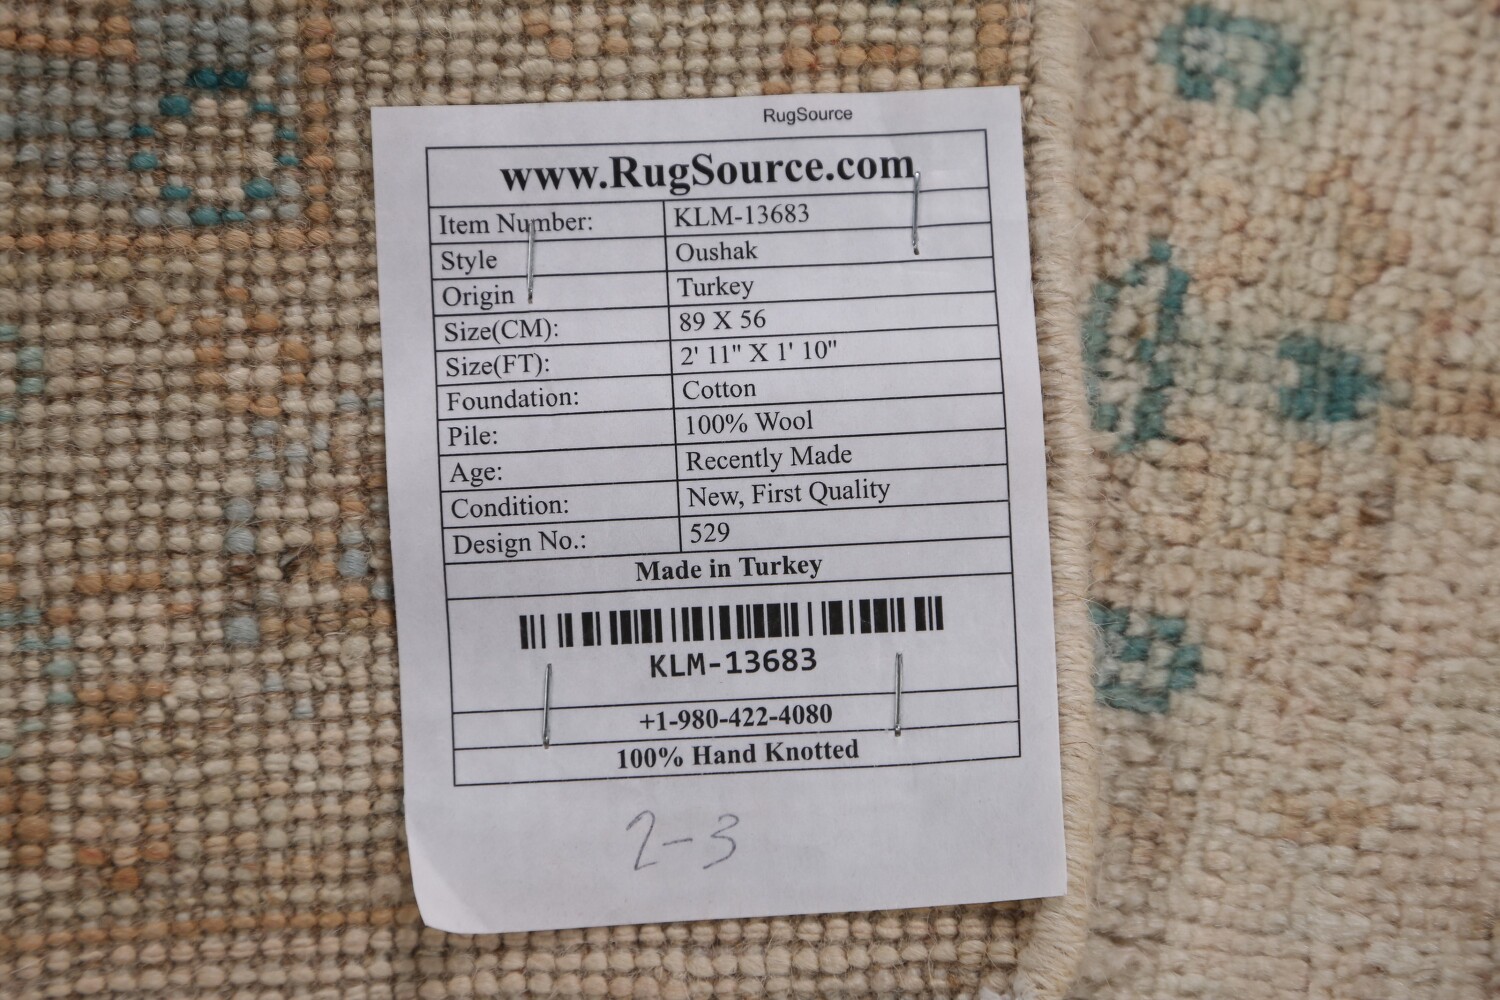 RugSource
www.RugSource.com
Item Number: KLM-13683
Style Oushak
Origin Turkey
Size(CM): 89 X 56
Size(FT): 2' 11" X 1' 10"
Foundation: Cotton
Pile: 100% Wool
Age: Recently Made
Condition: New, First Quality
Design No.: 529
Made in Turkey
KLM-13683
+1-980-422-4080
100% Hand Knotted
2-3